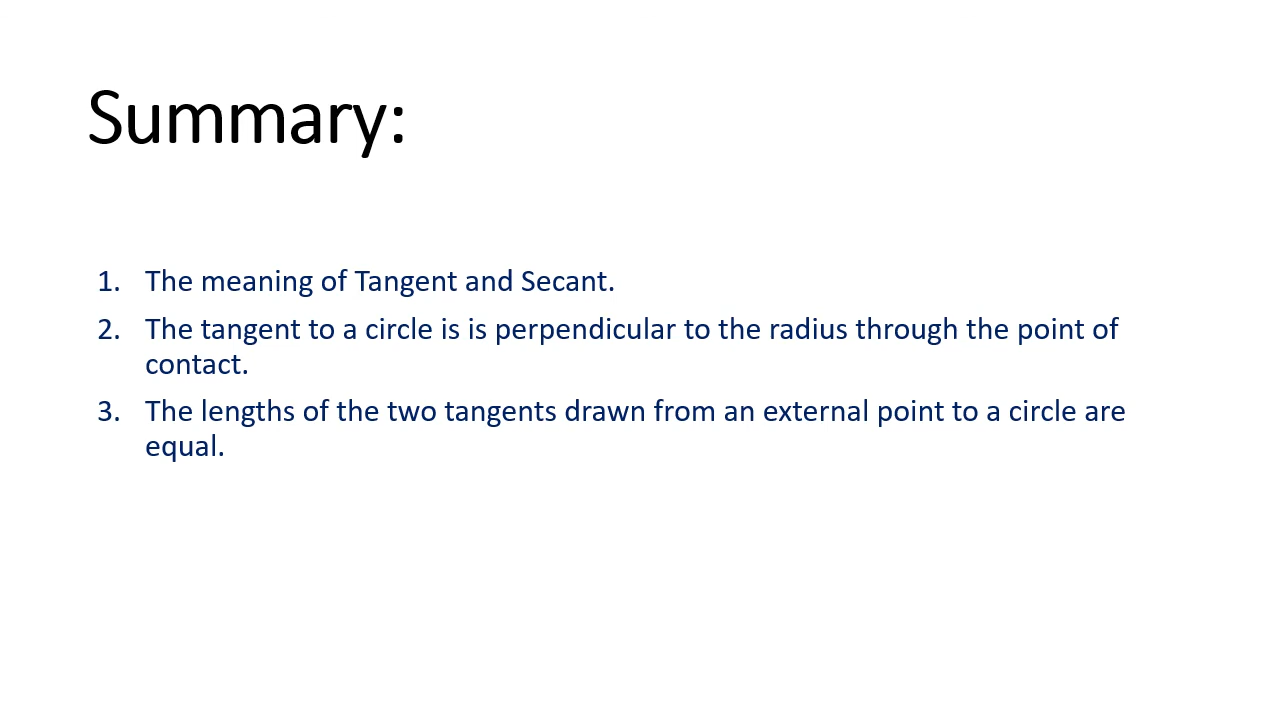 Summary:
1. The meaning of Tangent and Secant.
2. The tangent to a circle is is perpendicular to the radius through the point of
contact.
3. The lengths of the two tangents drawn from an external point to a circle are
equal.